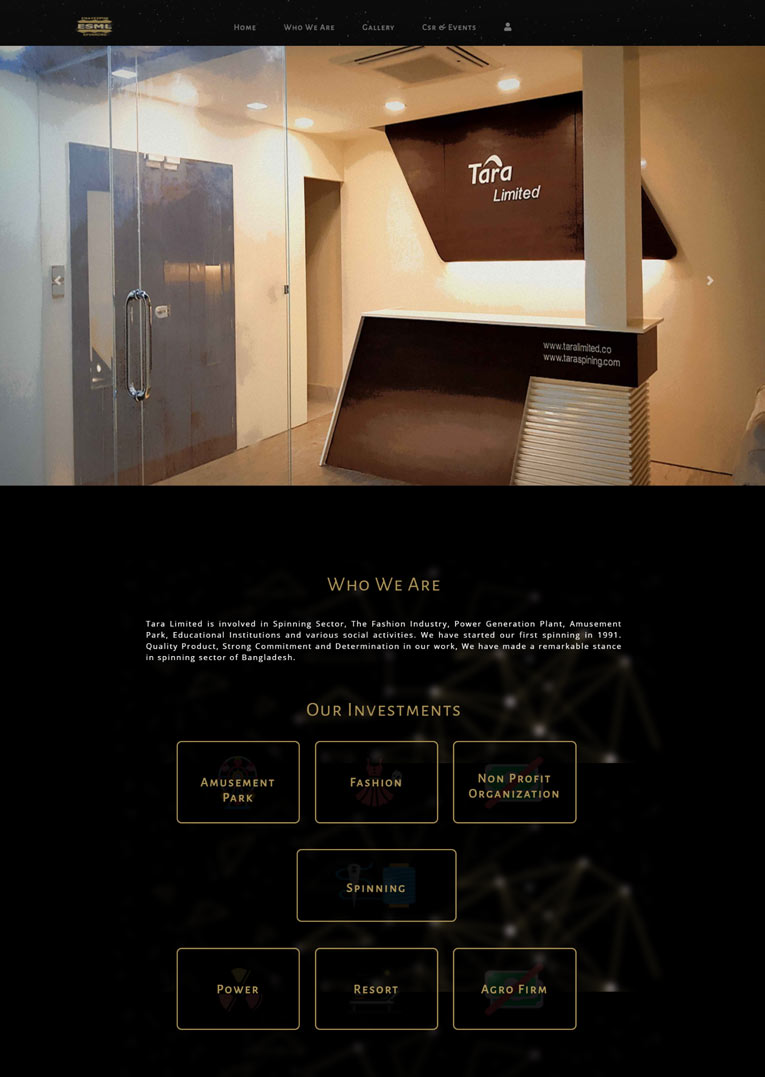 ESML
Home Who We Are Gallery Csr & Events
Tara
Limited
www.taralimited.co
www.taraspining.com
Who We Are
Tara Limited is involved in Spinning Sector, The Fashion Industry, Power Generation Plant, Amusement
Park, Educational Institutions and various social activities. We have started our first spinning in 1991.
Quality Product, Strong Commitment and Determination in our work, We have made a remarkable stance
in spinning sector of Bangladesh.
Our Investments
Amusement
Park
Fashion
Non Profit
Organization
Spinning
Power
Resort
Agro Firm